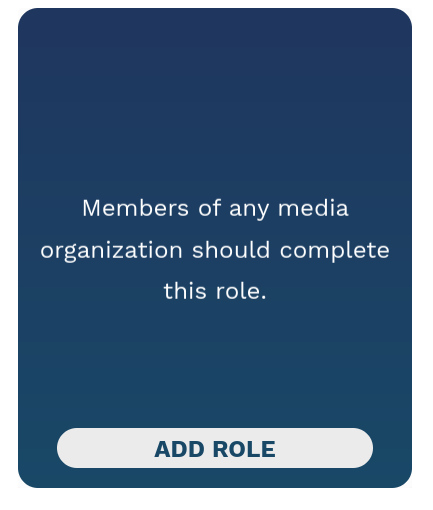 Members of any media
organization should complete
this role.
ADD ROLE